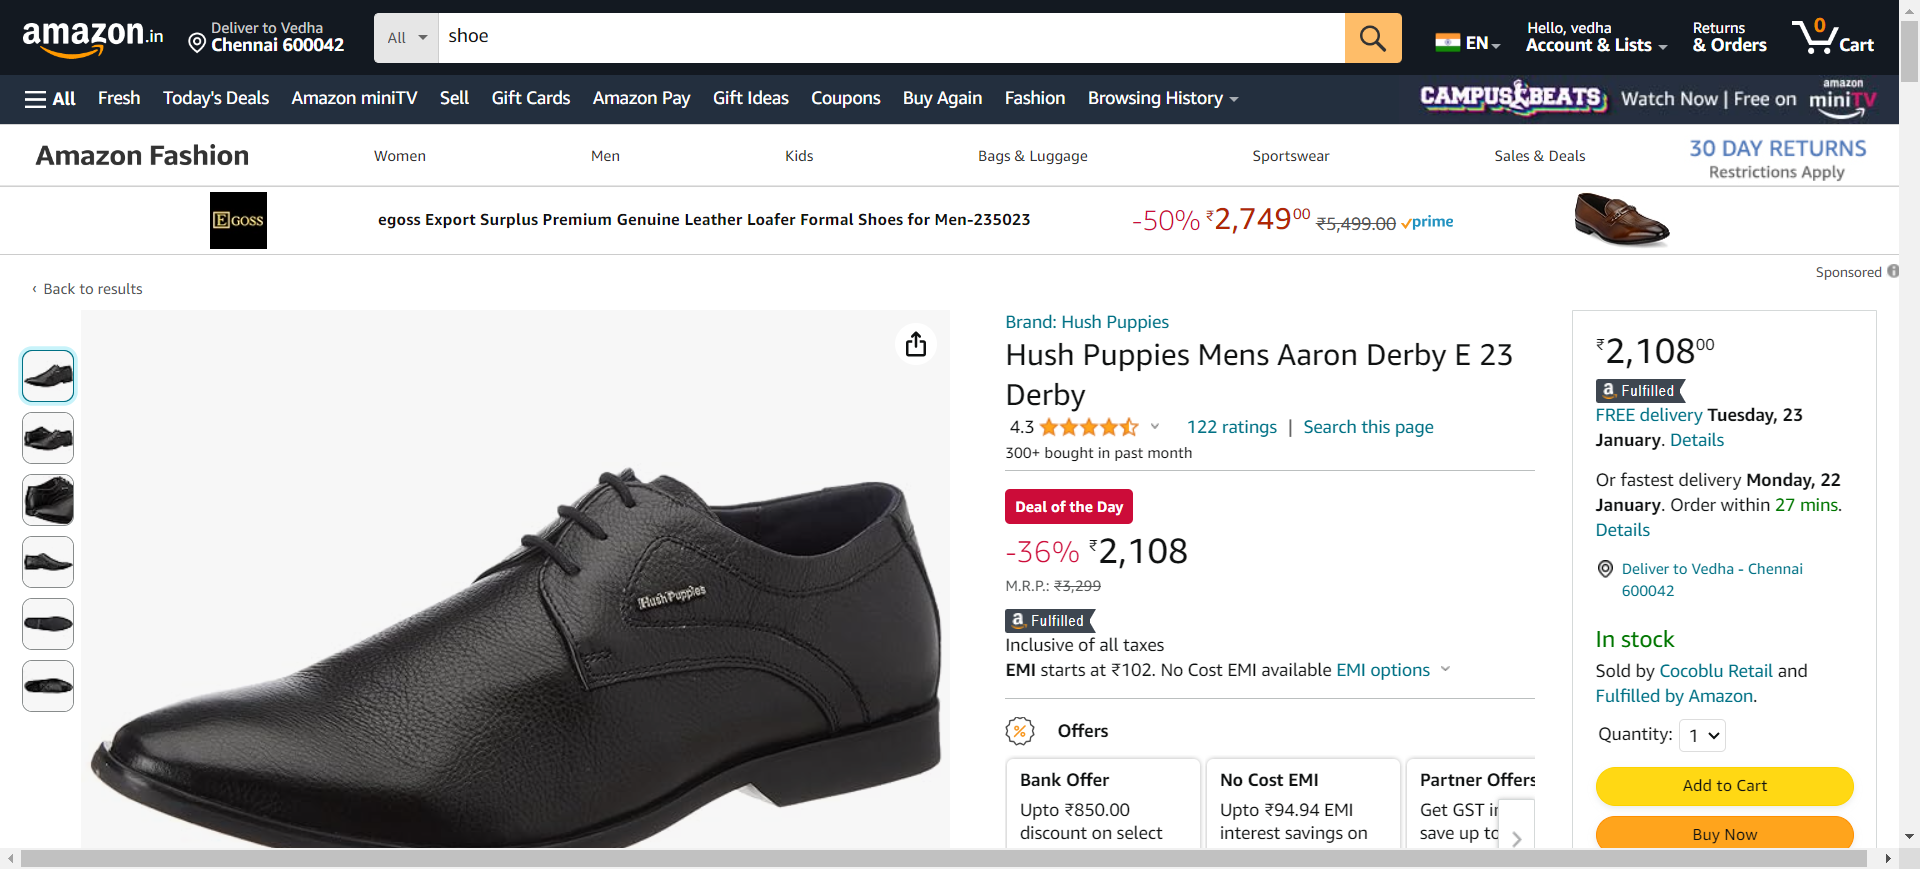 amazon.in
Deliver to Vedha
Chennai 600042
All
shoe
EN
Hello, vedha
Account & Lists
Returns
& Orders
0
Cart
All
Fresh
Today's Deals
Amazon miniTV
Sell
Gift Cards
Amazon Pay
Gift Ideas
Coupons
Buy Again
Fashion
Browsing History
CAMPUS BEATS
Watch Now | Free on
amazon
miniTV
Amazon Fashion
Women
Men
Kids
Bags & Luggage
Sportswear
Sales & Deals
30 DAY RETURNS
Restrictions Apply
EGOSS
egoss Export Surplus Premium Genuine Leather Loafer Formal Shoes for Men-235023
-50% ₹2,74900 ₹5,499.00 prime
Sponsored
‹ Back to results
HushPuppies
Brand: Hush Puppies
Hush Puppies Mens Aaron Derby E 23
Derby
4.3
122 ratings | Search this page
300+ bought in past month
Deal of the Day
-36% ₹2,108
M.R.P.: ₹3,299
a Fulfilled
Inclusive of all taxes
EMI starts at ₹102. No Cost EMI available EMI options
Offers
Bank Offer
Upto ₹850.00
discount on select
No Cost EMI
Upto ₹94.94 EMI
interest savings on
Partner Offers
Get GST in
save up to
₹2,10800
a Fulfilled
FREE delivery Tuesday, 23
January. Details
Or fastest delivery Monday, 22
January. Order within 27 mins.
Details
Deliver to Vedha - Chennai
600042
In stock
Sold by Cocoblu Retail and
Fulfilled by Amazon.
Quantity: 1
Add to Cart
Buy Now